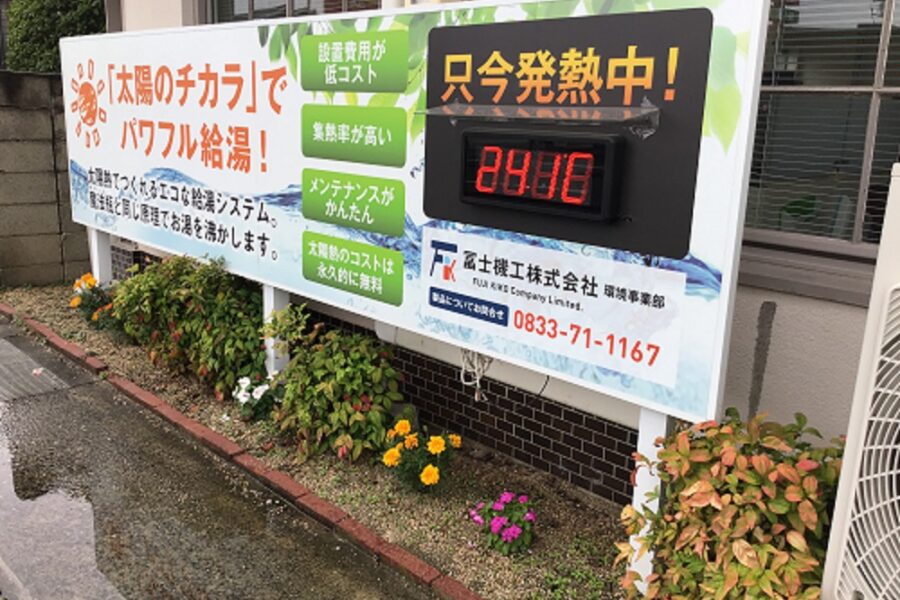 「太陽のチカラ」で
パワフル給湯！
太陽熱でつくれるエコな給湯システム。
魔法瓶と同じ原理でお湯を沸かします。
設置費用が
低コスト
集熱率が高い
メンテナンスが
かんたん
太陽熱のコストは
永久的に無料
只今発熱中！
24.1C
FK
冨士機工株式会社 環境事業部
FUJI KIKO Company Limited.
製品についてお問合せ 0833-71-1167